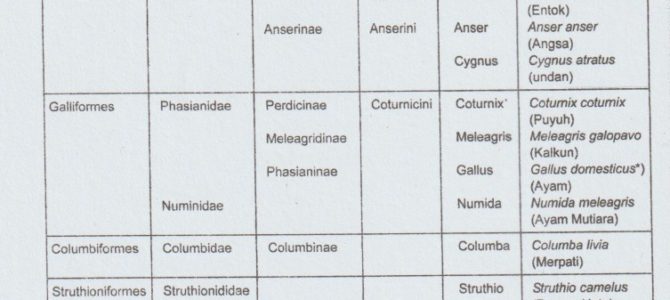 (Entok)
Anserinae Anserini Anser Anser anser
(Angsa)
Cygnus Cygnus atratus
(undan)
Galliformes Phasianidae Perdicinae Coturnicini Coturnix Coturnix coturnix
(Puyuh)
Meleagridinae Meleagris Meleagris galopavo
(Kalkun)
Phasianinae Gallus Gallus domesticus*)
(Ayam)
Numinidae Numida Numida meleagris
(Ayam Mutiara)
Columbiformes Columbidae Columbinae Columba Columba livia
(Merpati)
Struthioniformes Struthionididae Struthio Struthio camelus